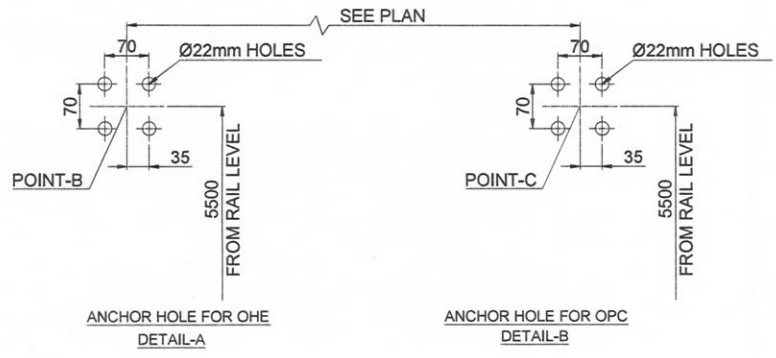 SEE PLAN
70
Ø22mm HOLES
70
35
POINT-B
5500
FROM RAIL LEVEL
ANCHOR HOLE FOR OHE
DETAIL-A
70
Ø22mm HOLES
70
35
POINT-C
5500
FROM RAIL LEVEL
ANCHOR HOLE FOR OPC
DETAIL-B